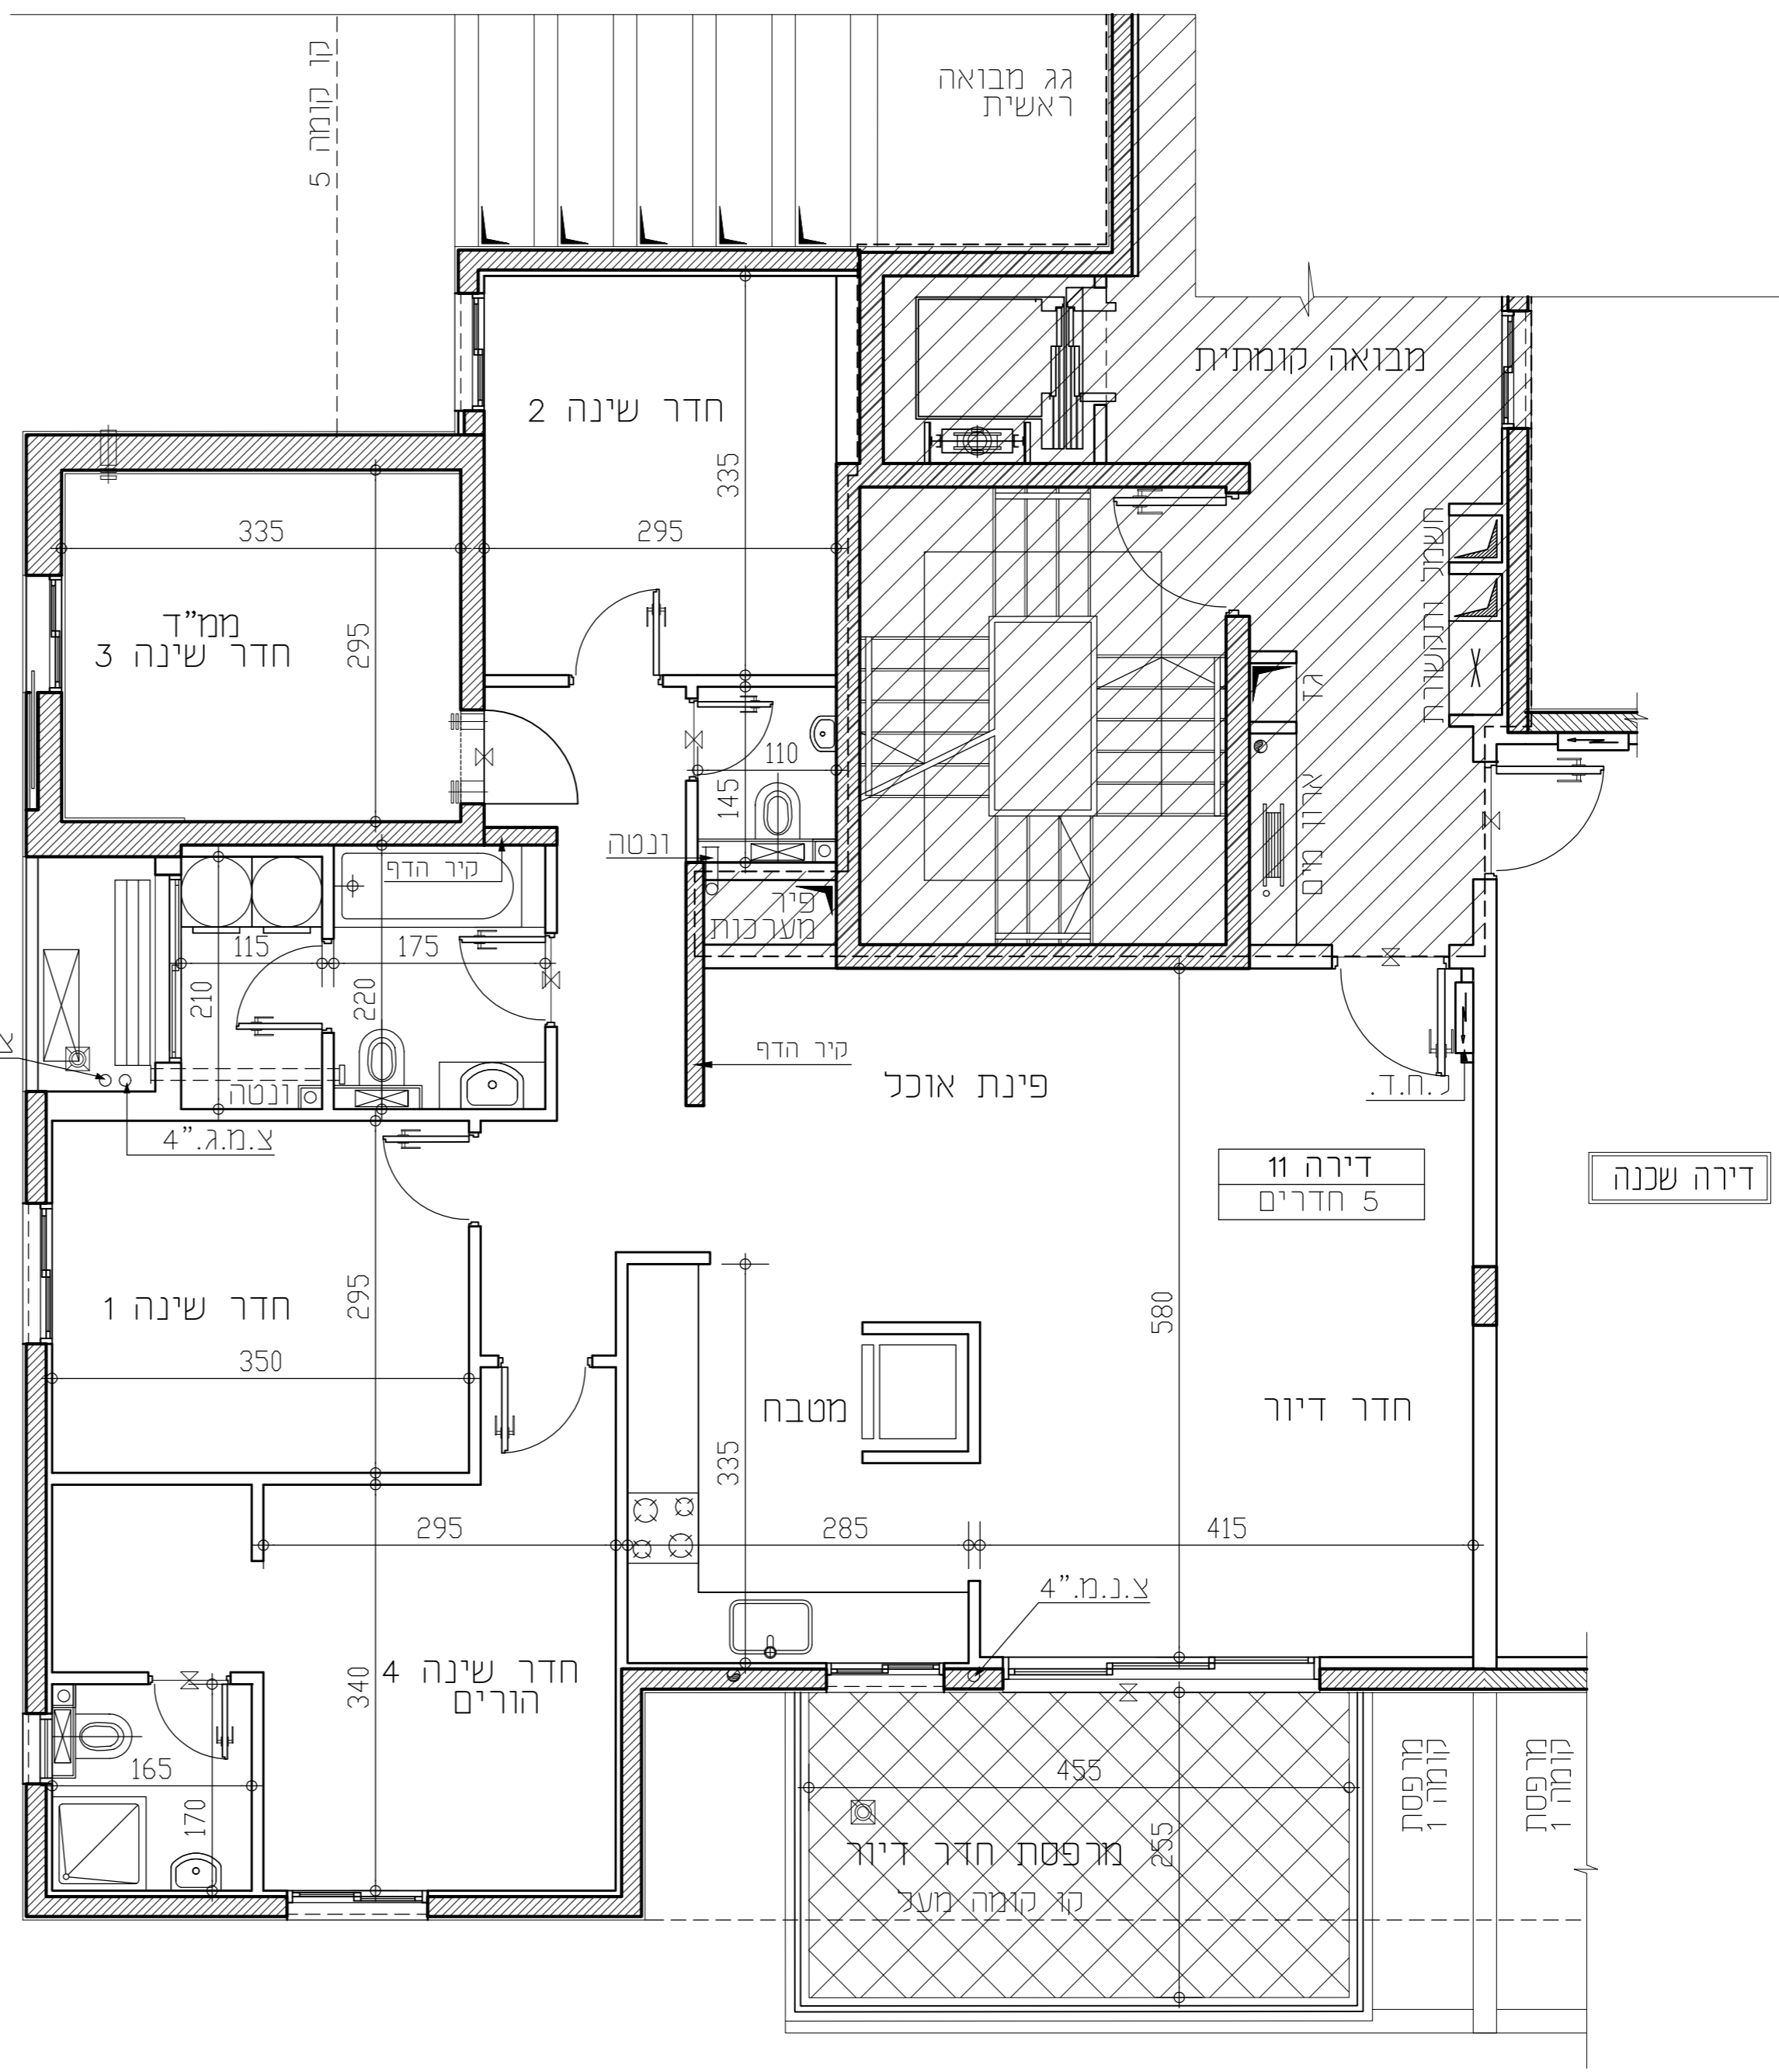 קו קומה 5
גג מבואה
ראשית
מבואה קומתית
חדר שינה 2
335
295
335
295
ממ"ד
חדר שינה 3
חשמל ותקשורת
גז
ארון מים
110
145
ונטה
קיר הדף
פיר
מערכות
115
175
210
220
ונטה
צ.מ.ג."4
קיר הדף
פינת אוכל
ל.ח.ד.
דירה 11
5 חדרים
דירה שכנה
חדר שינה 1
295
350
580
מטבח
חדר דיור
335
295
285
415
צ.נ.מ."4
חדר שינה 4
הורים
340
165
170
455
255
מרפסת חדר דיור
קו קומה מעל
מרפסת
קומה 1
מרפסת
קומה 1